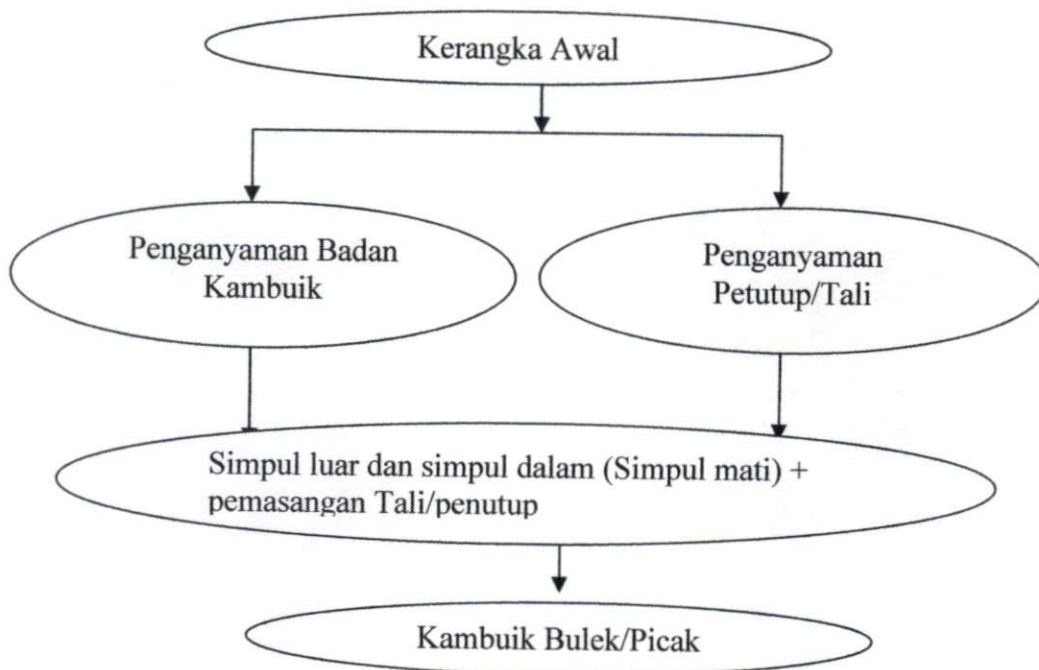 Kerangka Awal
Penganyaman Badan
Kambuik
Penganyaman
Petutup/Tali
Simpul luar dan simpul dalam (Simpul mati) +
pemasangan Tali/penutup
Kambuik Bulek/Picak